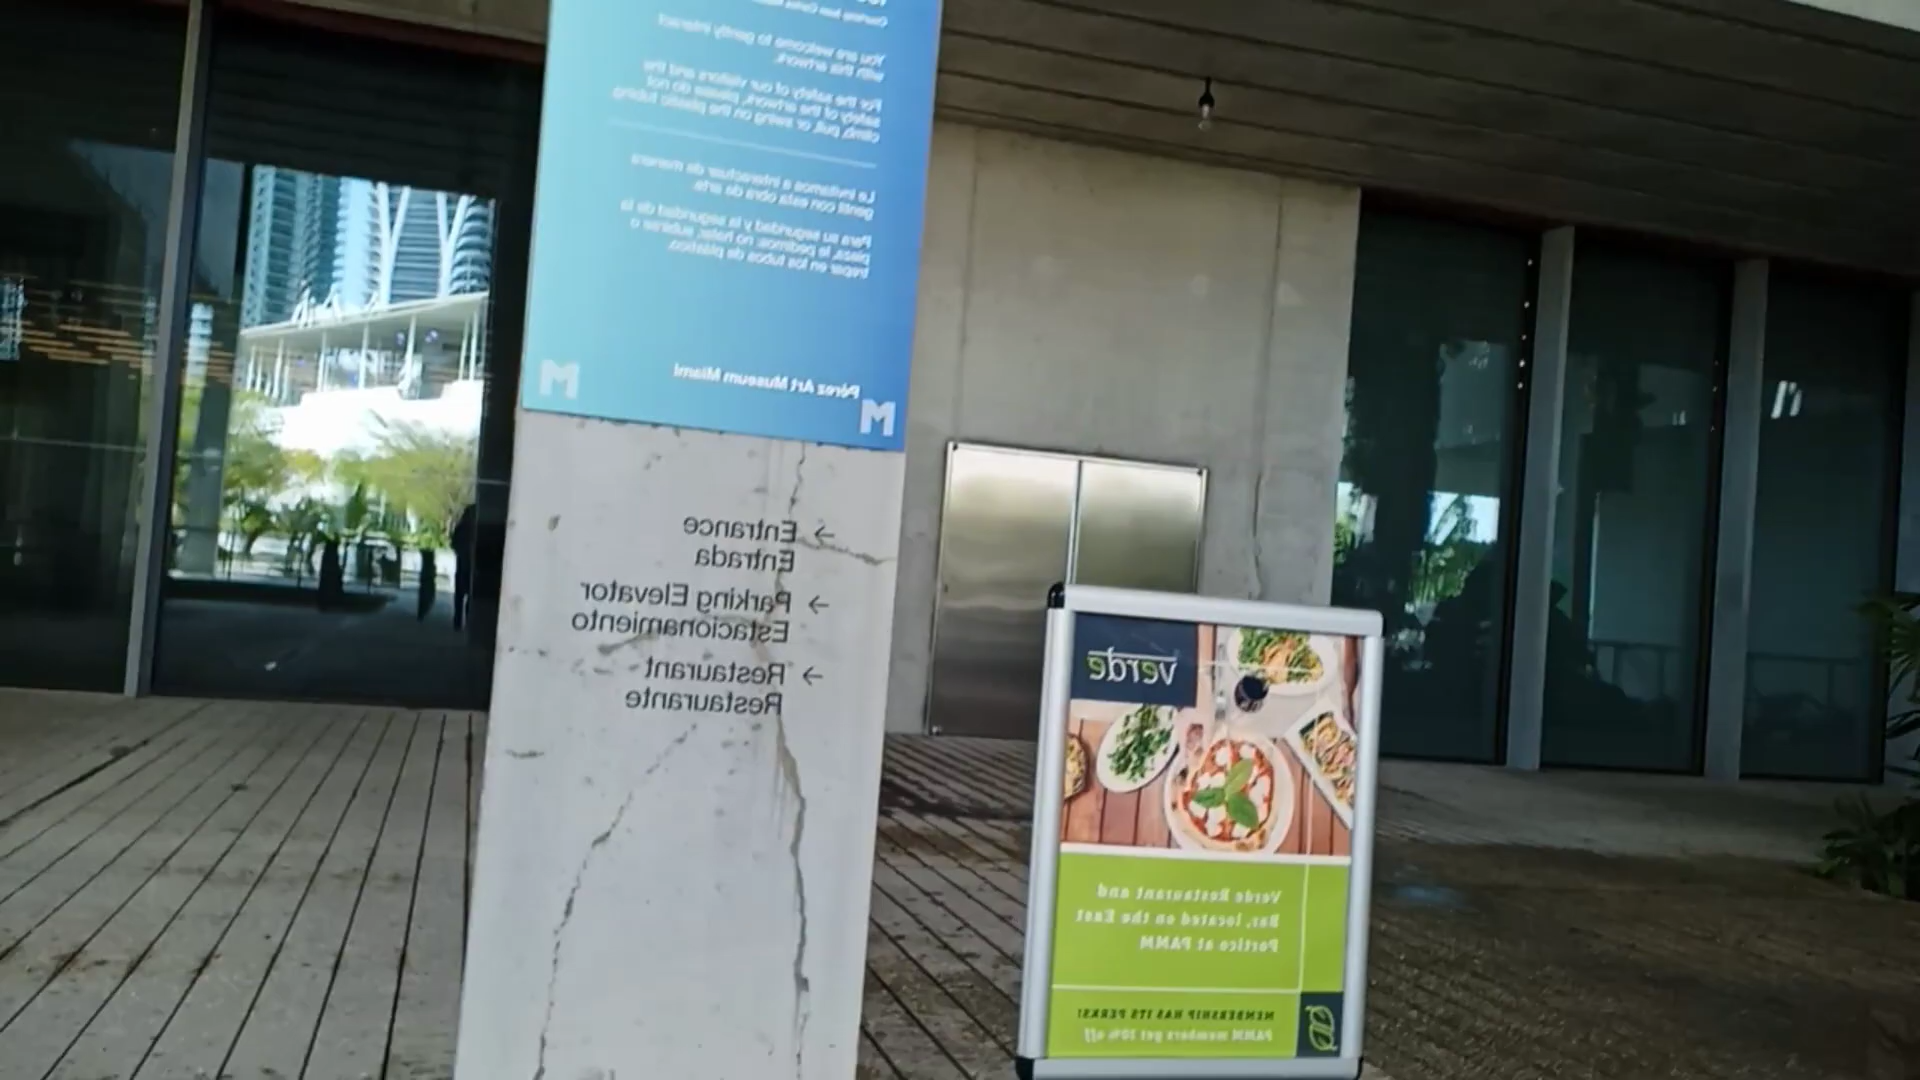 You are welcome to gently interact
with this artwork.
For the safety of our visitors and the
safety of the artwork, please do not
climb, pull, or swing on the plastic tubing.
Le invitamos a interactuar de manera
gentil con esta obra de arte.
Para su seguridad y la seguridad de la
pieza, le pedimos: no halar, subirse o
trepar en los tubos de plástico.
Pérez Art Museum Miami
M
M
→ Entrance
Entrada
→ Parking Elevator
Estacionamiento
→ Restaurant
Restaurante
verde
Verde Restaurant and
Bar, located on the East
Portico at PAMM
MEMBERSHIP HAS ITS PERKS!
PAMM members get 20% off